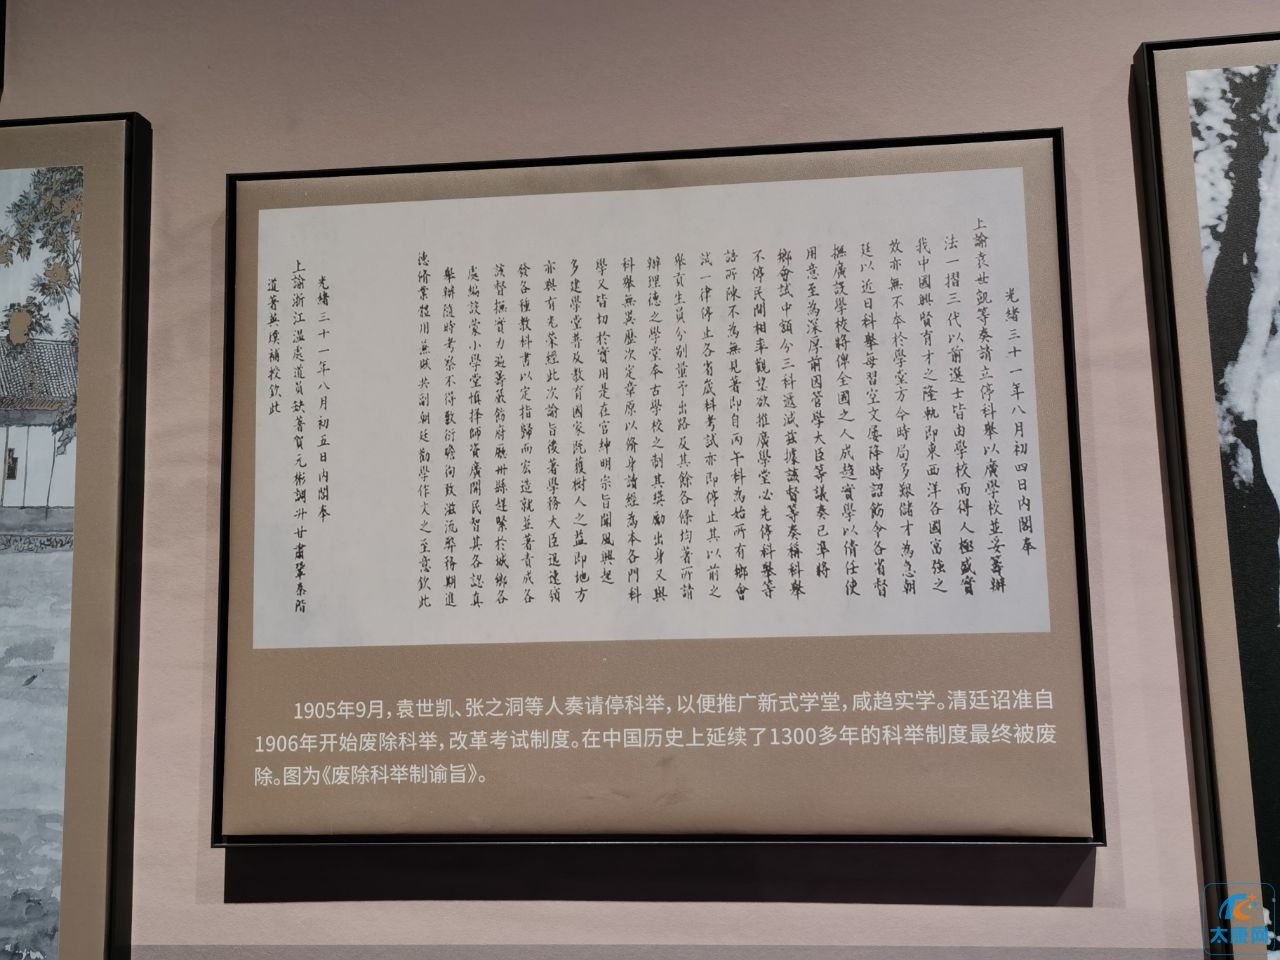 光緒三十一年八月初四日內閣奉
上諭袁世凱等奏請立停科舉以廣學校並妥籌辦
法一摺三代以前選士皆由學校而得人極盛實
我中國興賢育才之隆軌即東西洋各國富強之
效亦無不本於學堂方今時局多艱儲才為急朝
廷以近日科舉每習空文屢降明詔飭令各省督
撫廣設學校將俾全國之人咸趨實學以備任使
用意至為深厚前因管學大臣等議奏已準將
鄉會試中額分三科遞減茲據該督等奏稱科舉
不停民間相率觀望欲推廣學堂必先停科舉等
語所陳不為無見著即自丙午科為始所有鄉會
試一律停止各省歲科考試亦即停止其以前之
舉貢生員分別量予出路及其餘各條均著所請
辦理總之學堂本古學校之制其獎勵出身又與
科舉無異歷次定章原以修身讀經為本各門科
學又皆切於實用是在官紳申明宗旨聞風興起
多建學堂普及教育國家既獲樹人之益即地方
亦與有光榮經此次諭旨後著學務大臣迅速頒
發各種教科書以定指歸而宏造就並著責成各
該督撫實力通籌嚴飭府廳州縣趕緊於城鄉各
處徧設蒙小學堂慎擇師資廣開民智其各認真
舉辦隨時考察不得敷衍瞻徇致滋流弊務期進
德修業體用兼賅共副朝廷勸學作人之至意欽此
光緒三十一年八月初五日內閣奉
上諭浙江溫處道員缺著賀元彬調補甘肅鞏秦階
道著英璞補授欽此
1905年9月,袁世凯、张之洞等人奏请停科举,以便推广新式学堂,咸趋实学。清廷诏准自
1906年开始废除科举,改革考试制度。在中国历史上延续了1300多年的科举制度最终被废
除。图为《废除科举制谕旨》。
太康网